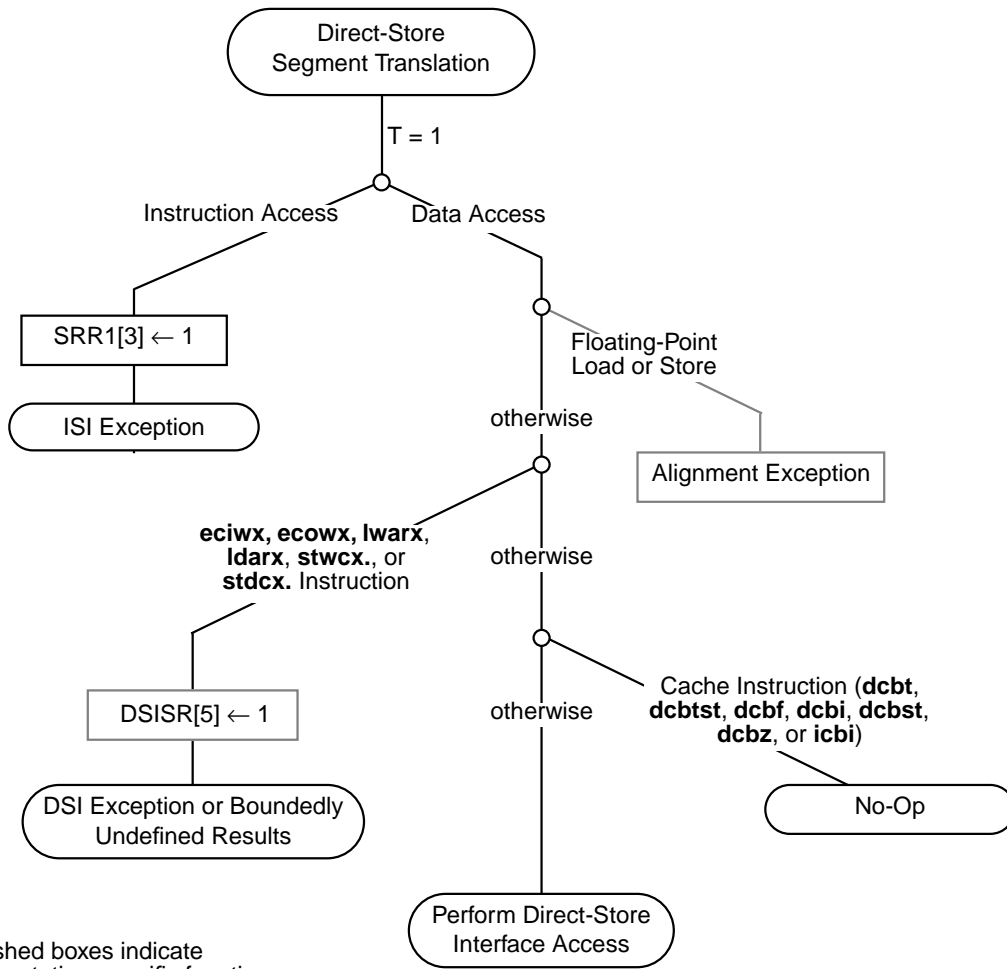 Direct-Store
Segment Translation
T = 1
Instruction Access
Data Access
SRR1[3] ← 1
ISI Exception
Floating-Point
Load or Store
Alignment Exception
otherwise
eciwx, ecowx, lwarx,
ldarx, stwcx., or
stdcx. Instruction
otherwise
DSISR[5] ← 1
DSI Exception or Boundedly
Undefined Results
otherwise
Cache Instruction (dcbt,
dcbtst, dcbf, dcbi, dcbst,
dcbz, or icbi)
No-Op
Perform Direct-Store
Interface Access
boxes indicate